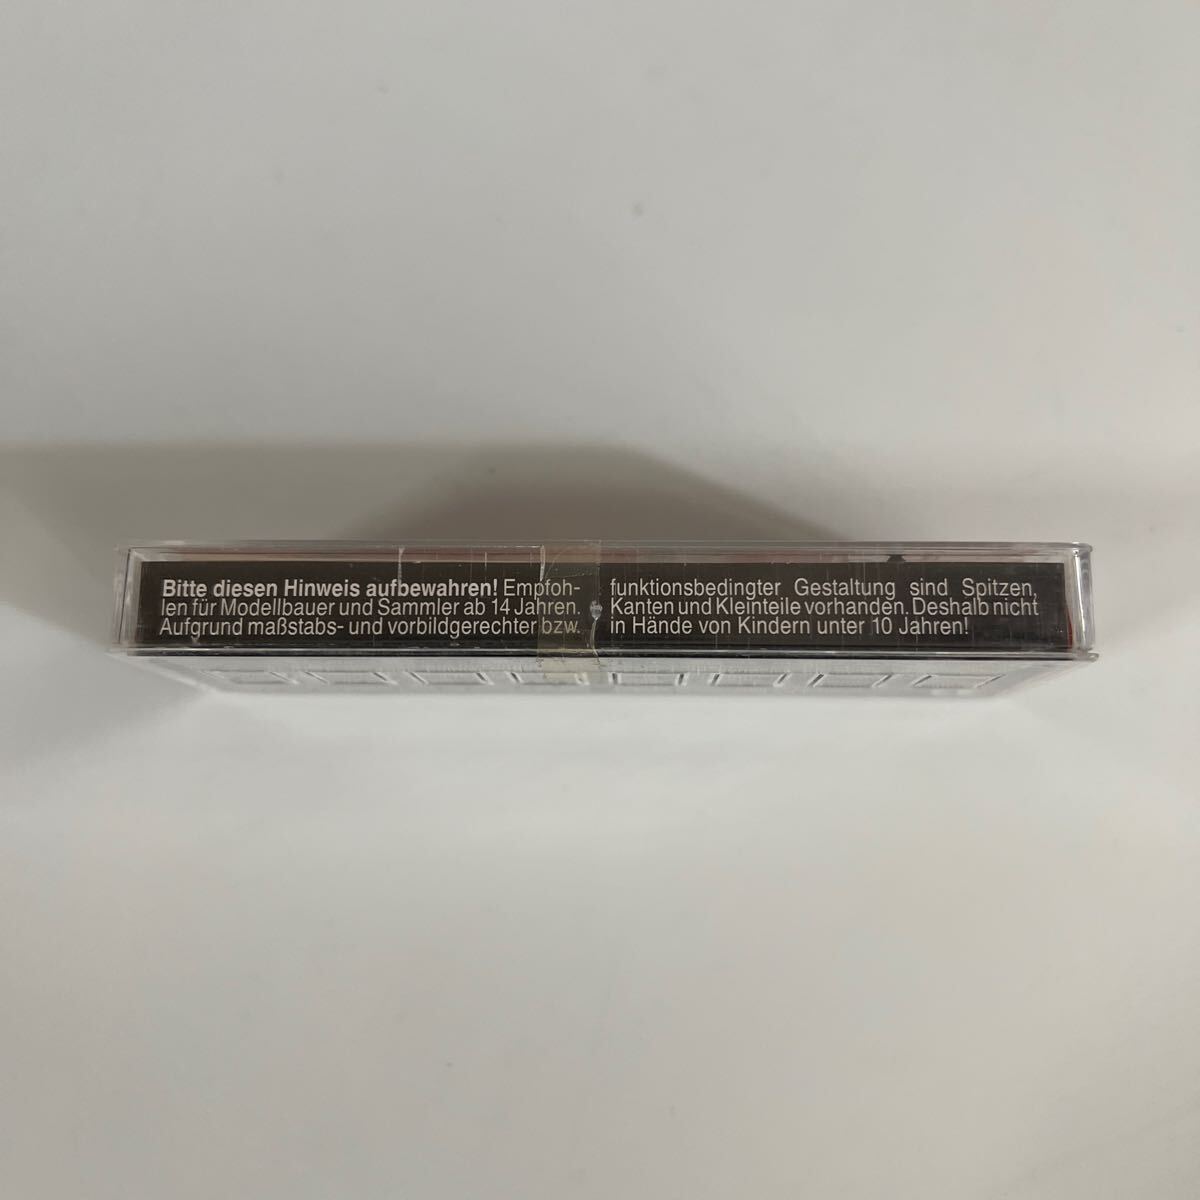 Bitte diesen Hinweis aufbewahren! Empfoh-
len für Modellbauer und Sammler ab 14 Jahren.
Aufgrund maßstabs- und vorbildgerechter bzw.
funktionsbedingter Gestaltung sind Spitzen,
Kanten und Kleinteile vorhanden. Deshalb nicht
in Hände von Kindern unter 10 Jahren!